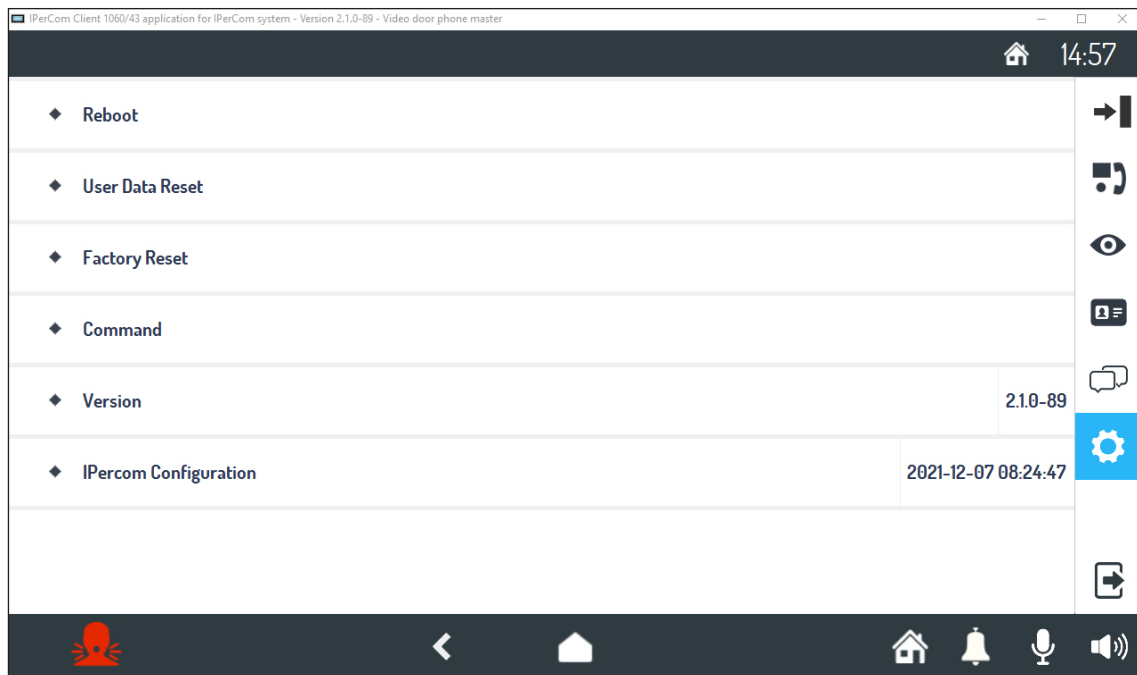 IPerCom Client 1060/43 application for IPerCom system - Version 2.1.0-89 - Video door phone master
14:57
Reboot
User Data Reset
Factory Reset
Command
Version 2.1.0-89
IPercom Configuration 2021-12-07 08:24:47